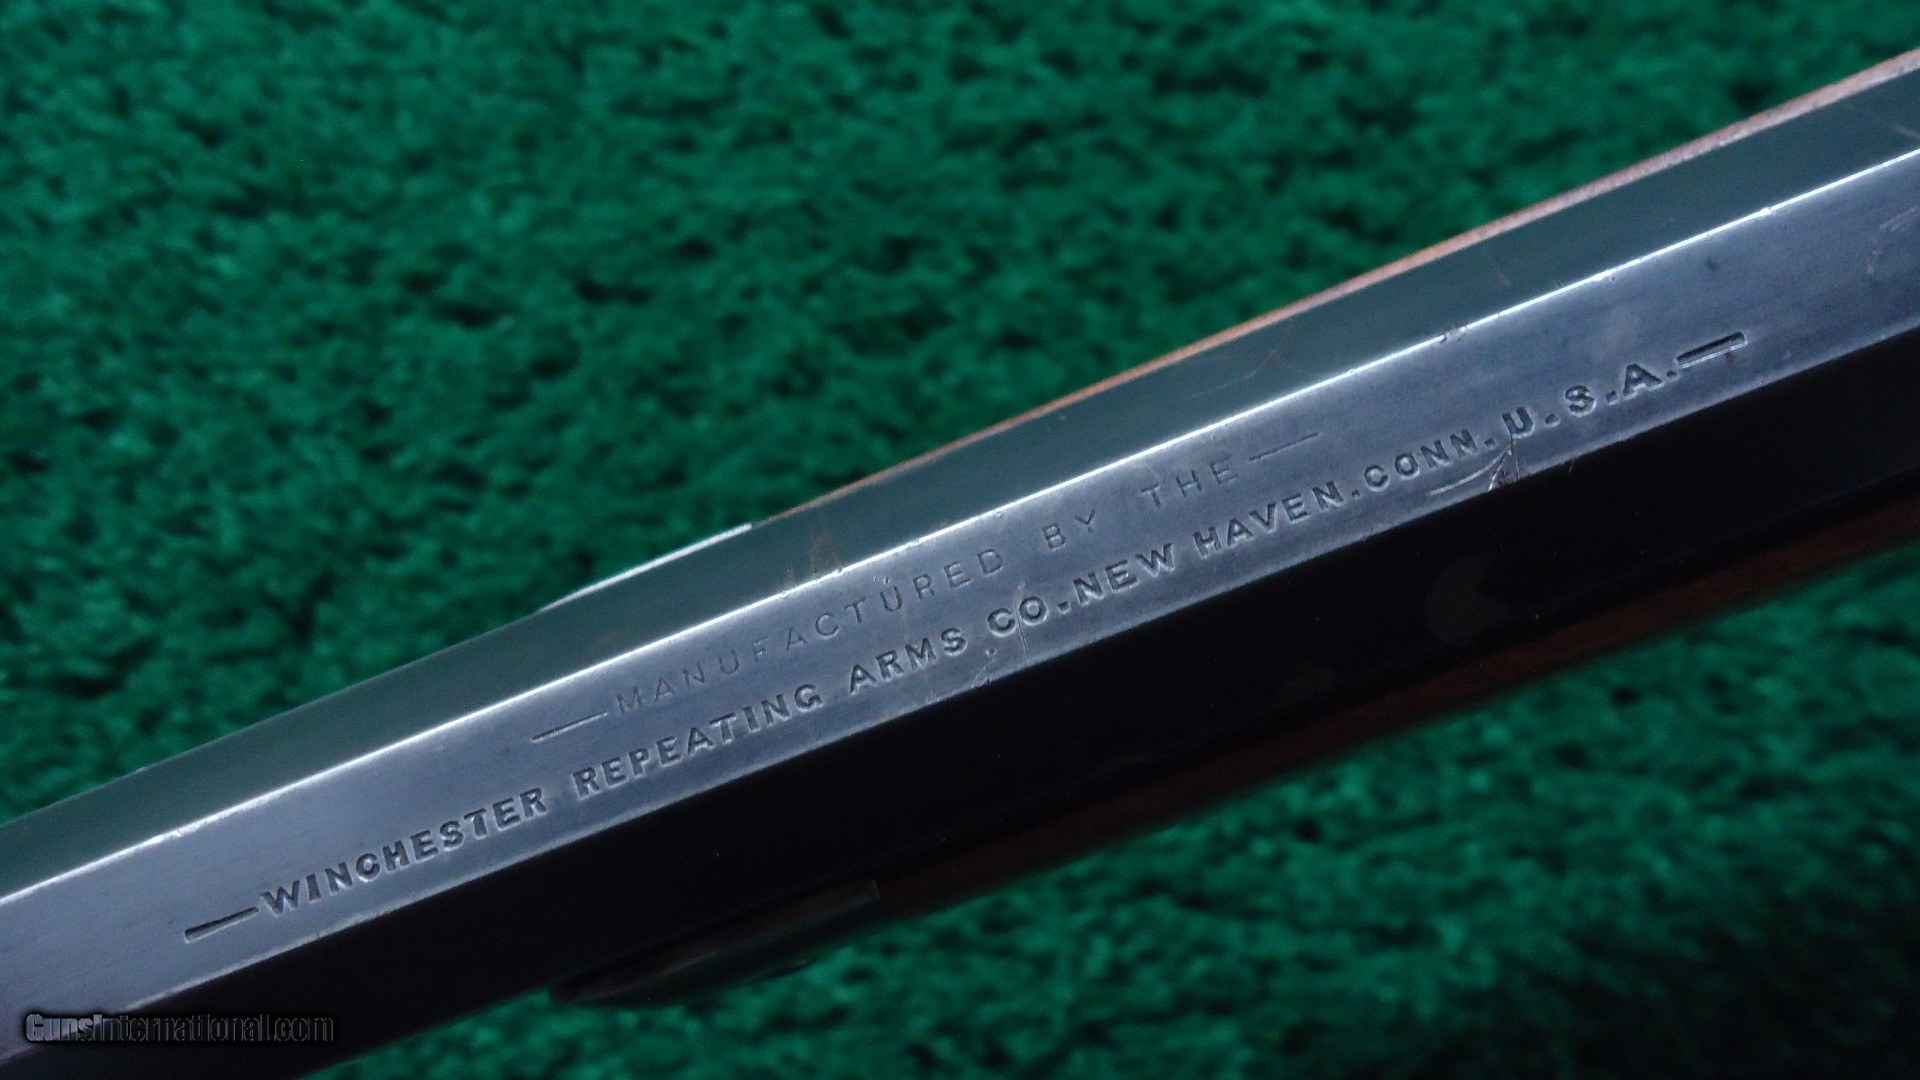 —MANUFACTURED BY THE—
—WINCHESTER REPEATING ARMS CO. NEW HAVEN. CONN. U.S.A.—
GunsInternational.com